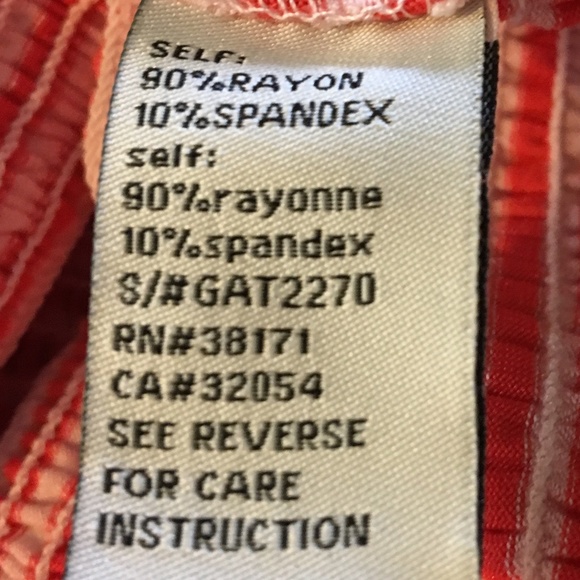 SELF:
90%RAYON
10%SPANDEX
self:
90%rayonne
10%spandex
S/#GAT2270
RN#38171
CA#32054
SEE REVERSE
FOR CARE
INSTRUCTION